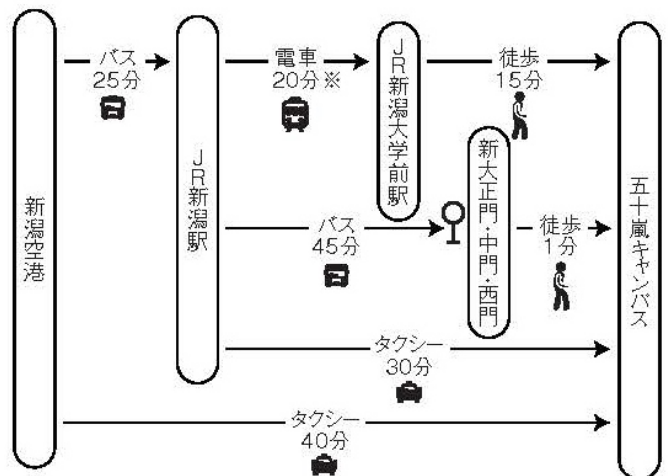 新潟空港
バス
25分
JR新潟駅
電車
20分※
JR新潟大学前駅
徒歩
15分
バス
45分
新大正門・中門・西門
徒歩
1分
タクシー
30分
タクシー
40分
五十嵐キャンパス